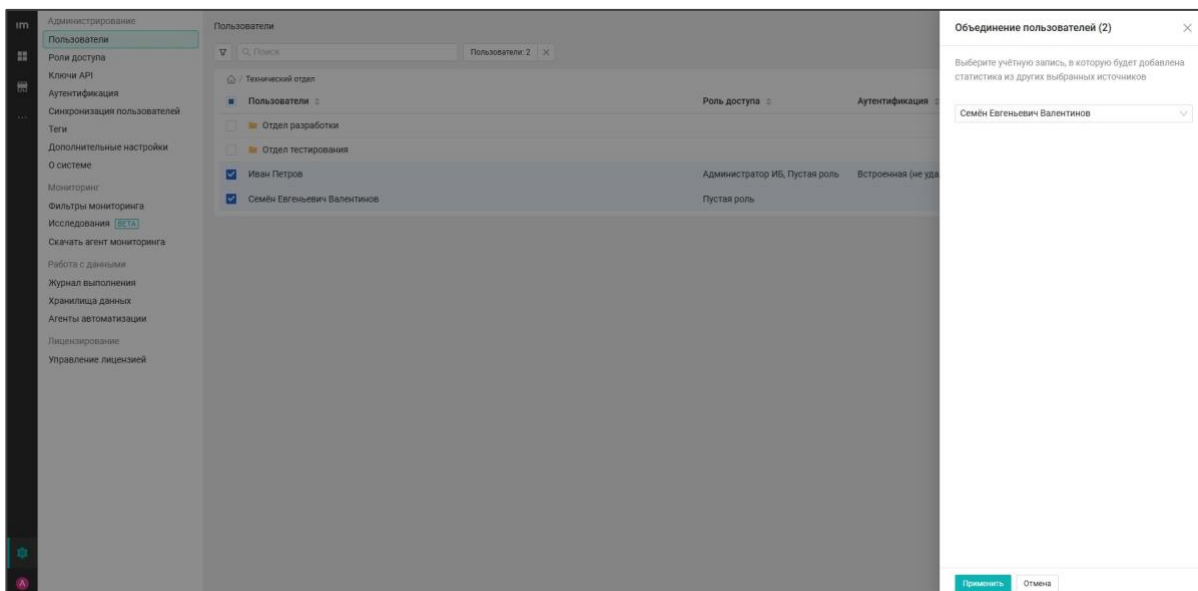 im
Администрирование
Пользователи
Роли доступа
Ключи API
Аутентификация
Синхронизация пользователей
Теги
Дополнительные настройки
О системе
Мониторинг
Фильтры мониторинга
Исследования BETA
Скачать агент мониторинга
Работа с данными
Журнал выполнения
Хранилища данных
Агенты автоматизации
Лицензирование
Управление лицензией
A
Пользователи
Поиск
Пользователи: 2
/ Технический отдел
Пользователи Роль доступа Аутентификация
Отдел разработки
Отдел тестирования
Иван Петров Администратор ИБ, Пустая роль Встроенная (не уда
Семён Евгеньевич Валентинов Пустая роль
Объединение пользователей (2)
Выберите учётную запись, в которую будет добавлена
статистика из других выбранных источников
Семён Евгеньевич Валентинов
Применить Отмена